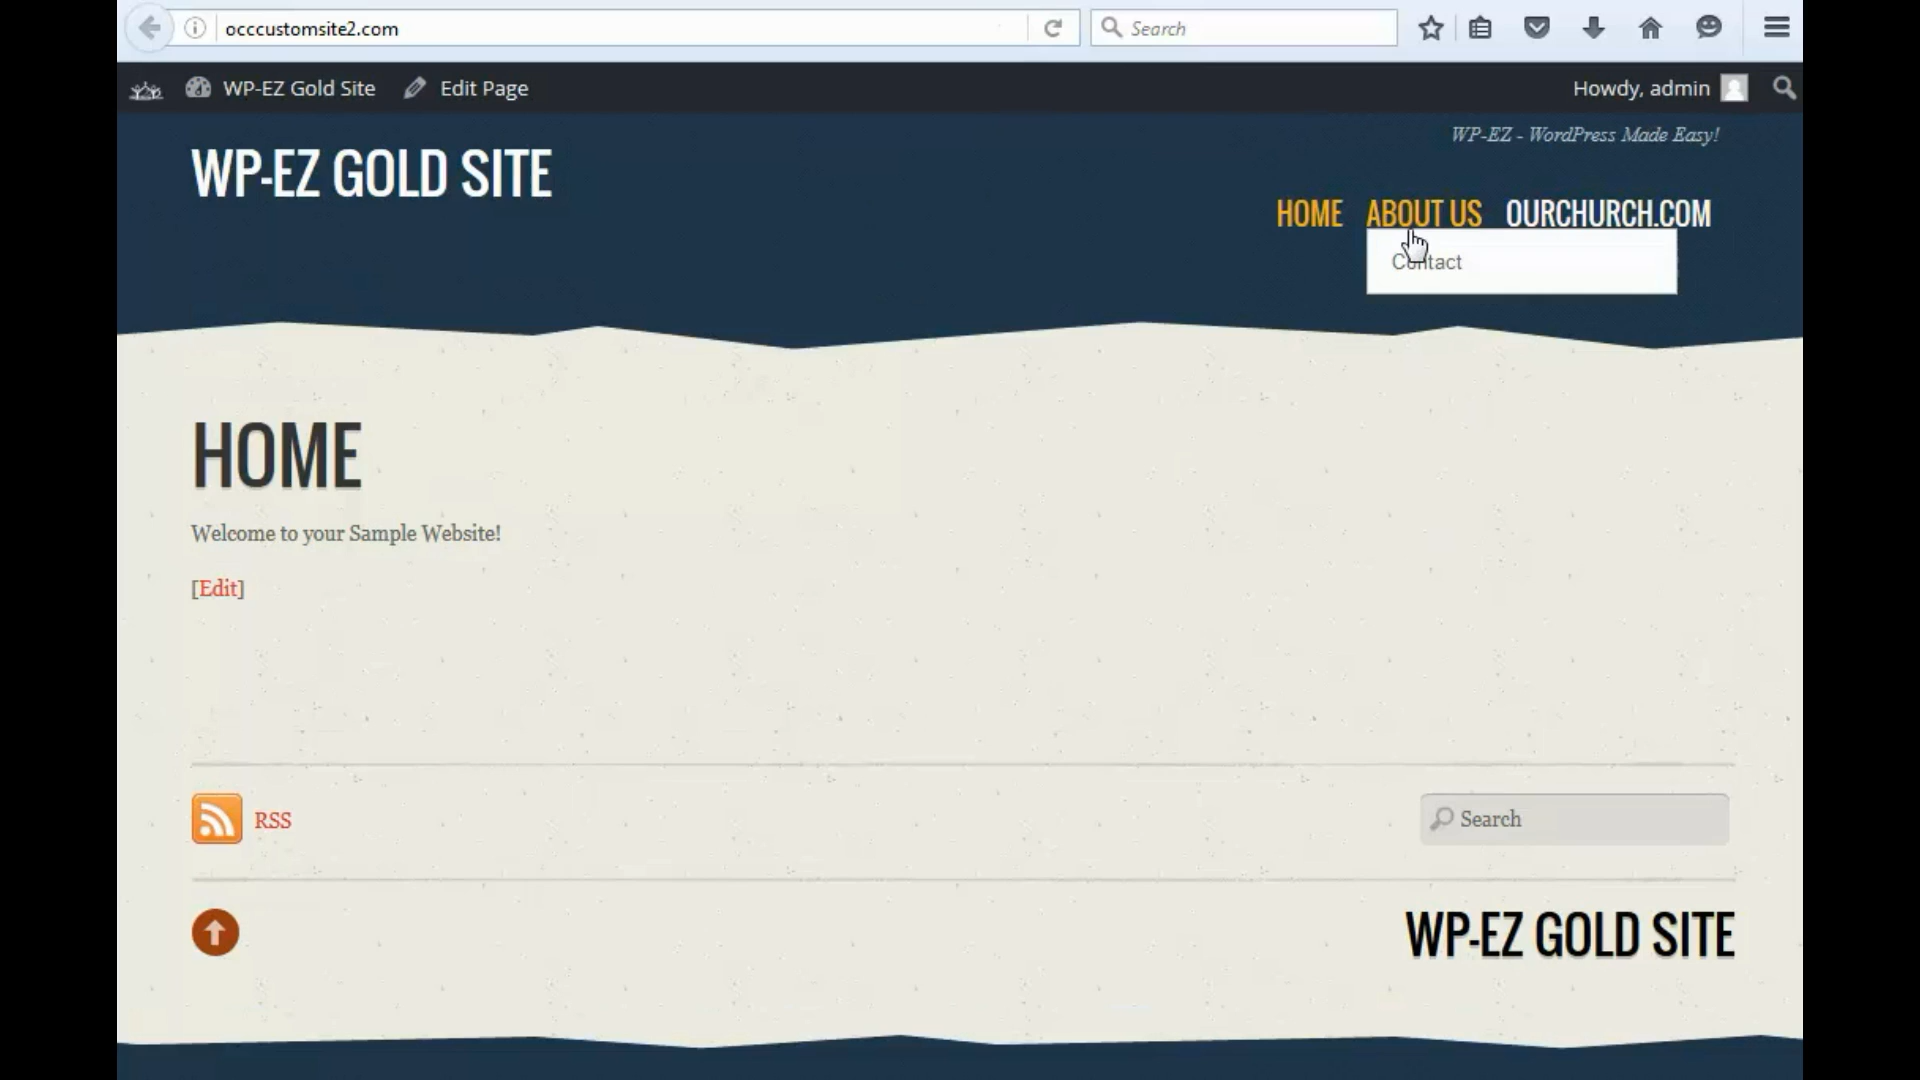 occcustomsite2.com
Search
WP-EZ Gold Site
Edit Page
Howdy, admin
WP-EZ - WordPress Made Easy!
WP-EZ GOLD SITE
HOME
ABOUT US
OURCHURCH.COM
Contact
HOME
Welcome to your Sample Website!
[Edit]
RSS
Search
WP-EZ GOLD SITE